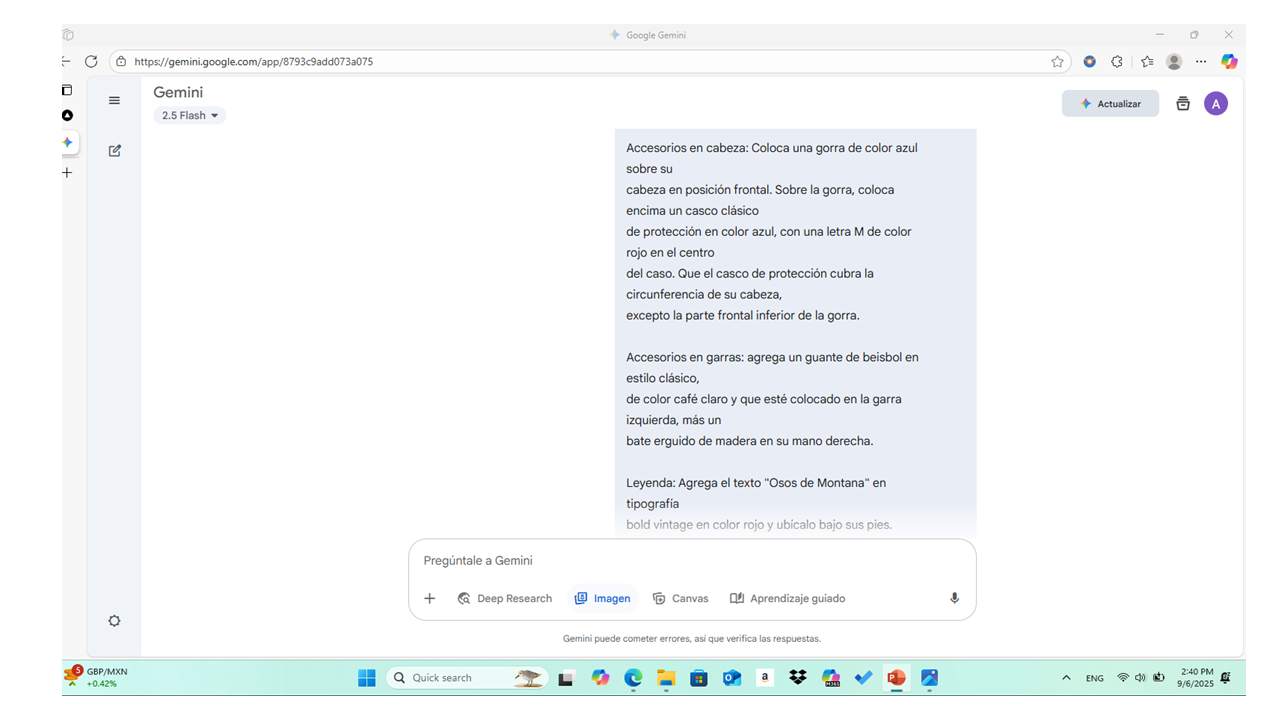 Google Gemini
https://gemini.google.com/app/8793c9add073a075
Gemini
2.5 Flash
Actualizar
A
Accesorios en cabeza: Coloca una gorra de color azul
sobre su
cabeza en posición frontal. Sobre la gorra, coloca
encima un casco clásico
de protección en color azul, con una letra M de color
rojo en el centro
del caso. Que el casco de protección cubra la
circunferencia de su cabeza,
excepto la parte frontal inferior de la gorra.
Accesorios en garras: agrega un guante de beisbol en
estilo clásico,
de color café claro y que esté colocado en la garra
izquierda, más un
bate erguido de madera en su mano derecha.
Leyenda: Agrega el texto "Osos de Montana" en
tipografía
bold vintage en color rojo y ubícalo bajo sus pies.
Pregúntale a Gemini
Deep Research
Imagen
Canvas
Aprendizaje guiado
Gemini puede cometer errores, así que verifica las respuestas.
5
GBP/MXN
+0.42%
Quick search
a
M365
ENG
2:40 PM
9/6/2025